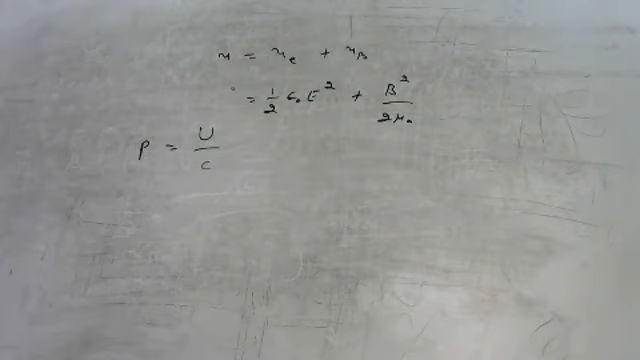 u = u_E + u_B
= 1/2 ε₀ E² + B²/2μ₀
p = U/c